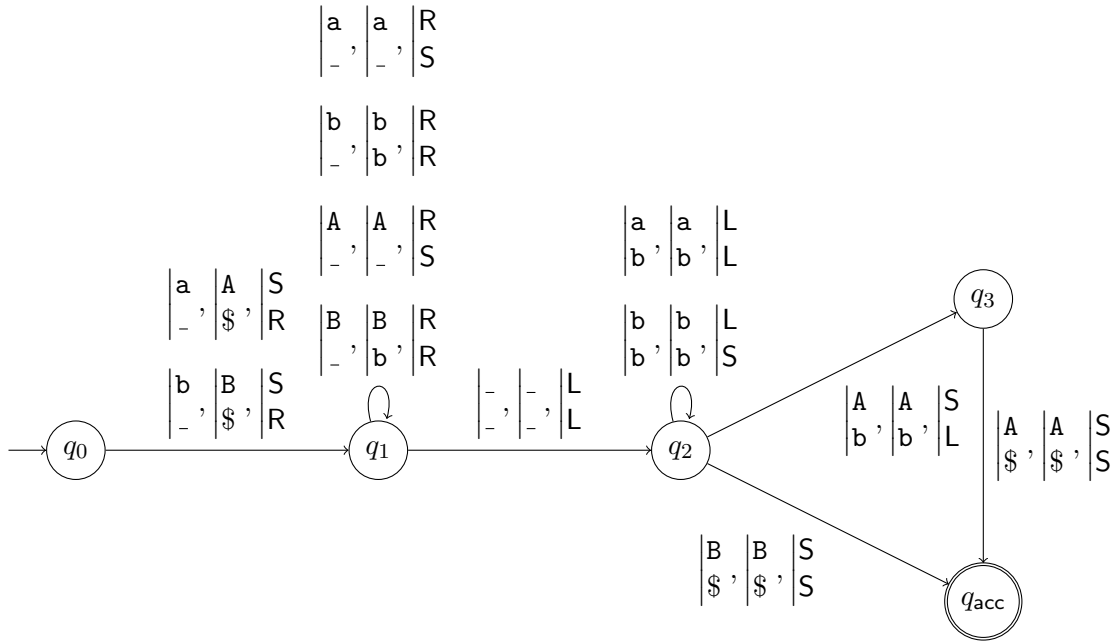 |a |a |R
|_ , |_ , |S
|b |b |R
|_ , |b , |R
|A |A |R
|_ , |_ , |S
|B |B |R
|_ , |b , |R
|a |A |S
|_ , |$ , |R
|b |B |S
|_ , |$ , |R
|_ |_ |L
|_ , |_ , |L
|a |a |L
|b , |b , |L
|b |b |L
|b , |b , |S
q0
q1
q2
q3
|A |A |S
|b , |b , |L
|A |A |S
|$ , |$ , |S
|B |B |S
|$ , |$ , |S
qacc